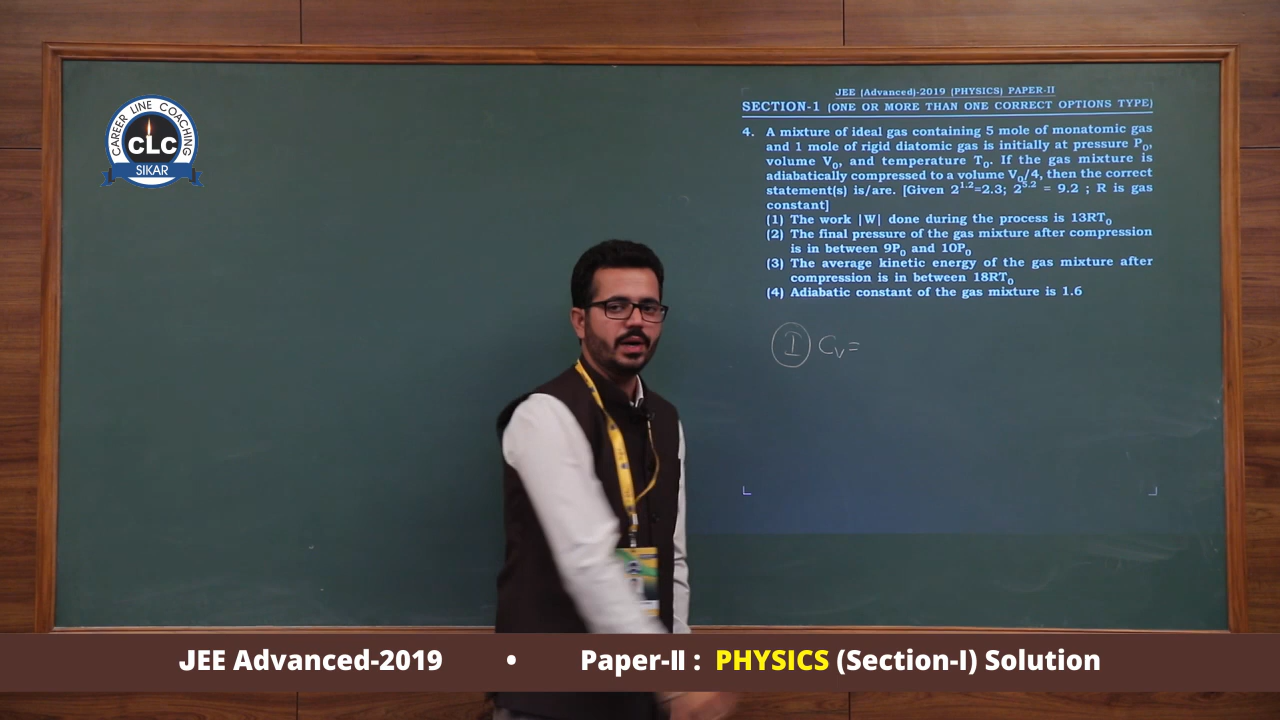 CAREER LINE COACHING
CLC
SIKAR
JEE (Advanced)-2019 (PHYSICS) PAPER-II
SECTION-1 (ONE OR MORE THAN ONE CORRECT OPTIONS TYPE)
4. A mixture of ideal gas containing 5 mole of monatomic gas
and 1 mole of rigid diatomic gas is initially at pressure P₀,
volume V₀, and temperature T₀. If the gas mixture is
adiabatically compressed to a volume V₀/4, then the correct
statement(s) is/are. [Given 2^1.2=2.3; 2^5.2 = 9.2 ; R is gas
constant]
(1) The work |W| done during the process is 13RT₀
(2) The final pressure of the gas mixture after compression
is in between 9P₀ and 10P₀
(3) The average kinetic energy of the gas mixture after
compression is in between 18RT₀
(4) Adiabatic constant of the gas mixture is 1.6
I Cᵥ=
JEE Advanced-2019 • Paper-II : PHYSICS (Section-I) Solution